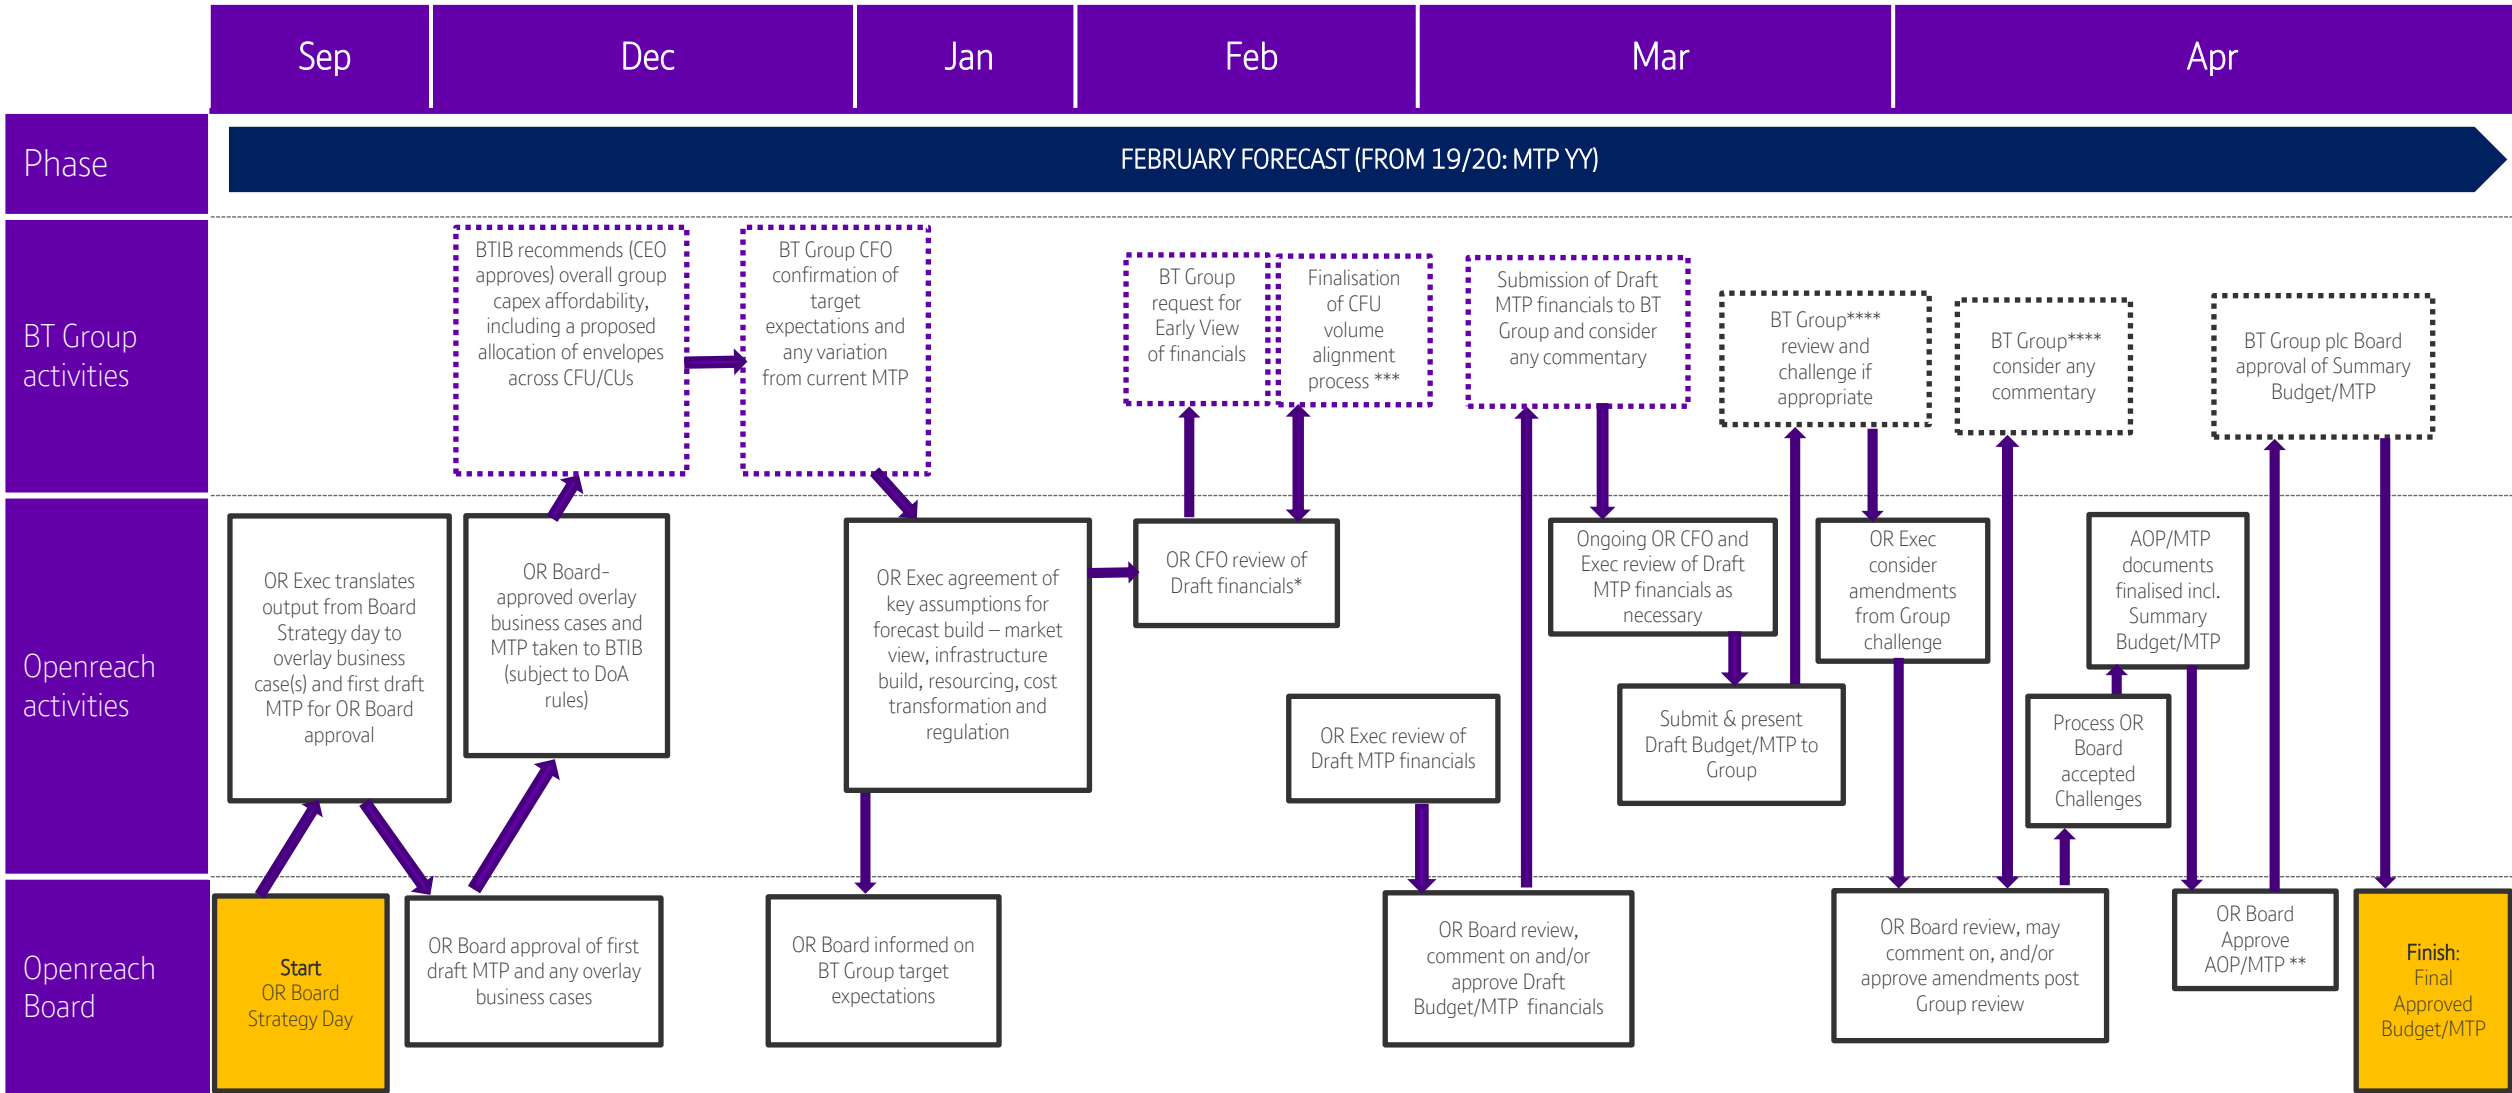 Sep
Dec
Jan
Feb
Mar
Apr
Phase
FEBRUARY FORECAST (FROM 19/20: MTP YY)
BT Group
activities
BTIB recommends (CEO
approves) overall group
capex affordability,
including a proposed
allocation of envelopes
across CFU/CUs
BT Group CFO
confirmation of
target
expectations and
any variation
from current MTP
BT Group
request for
Early View
of financials
Finalisation
of CFU
volume
alignment
process ***
Submission of Draft
MTP financials to BT
Group and consider
any commentary
BT Group****
review and
challenge if
appropriate
BT Group****
consider any
commentary
BT Group plc Board
approval of Summary
Budget/MTP
Openreach
activities
OR Exec translates
output from Board
Strategy day to
overlay business
case(s) and first draft
MTP for OR Board
approval
OR Board-
approved overlay
business cases and
MTP taken to BTIB
(subject to DoA
rules)
OR Exec agreement of
key assumptions for
forecast build – market
view, infrastructure
build, resourcing, cost
transformation and
regulation
OR CFO review of
Draft financials*
OR Exec review of
Draft MTP financials
Ongoing OR CFO and
Exec review of Draft
MTP financials as
necessary
Submit & present
Draft Budget/MTP to
Group
OR Exec
consider
amendments
from Group
challenge
Process OR
Board
accepted
Challenges
AOP/MTP
documents
finalised incl.
Summary
Budget/MTP
Openreach
Board
Start
OR Board
Strategy Day
OR Board approval of first
draft MTP and any overlay
business cases
OR Board informed on
BT Group target
expectations
OR Board review,
comment on and/or
approve Draft
Budget/MTP financials
OR Board review, may
comment on, and/or
approve amendments post
Group review
OR Board
Approve
AOP/MTP **
Finish:
Final
Approved
Budget/MTP